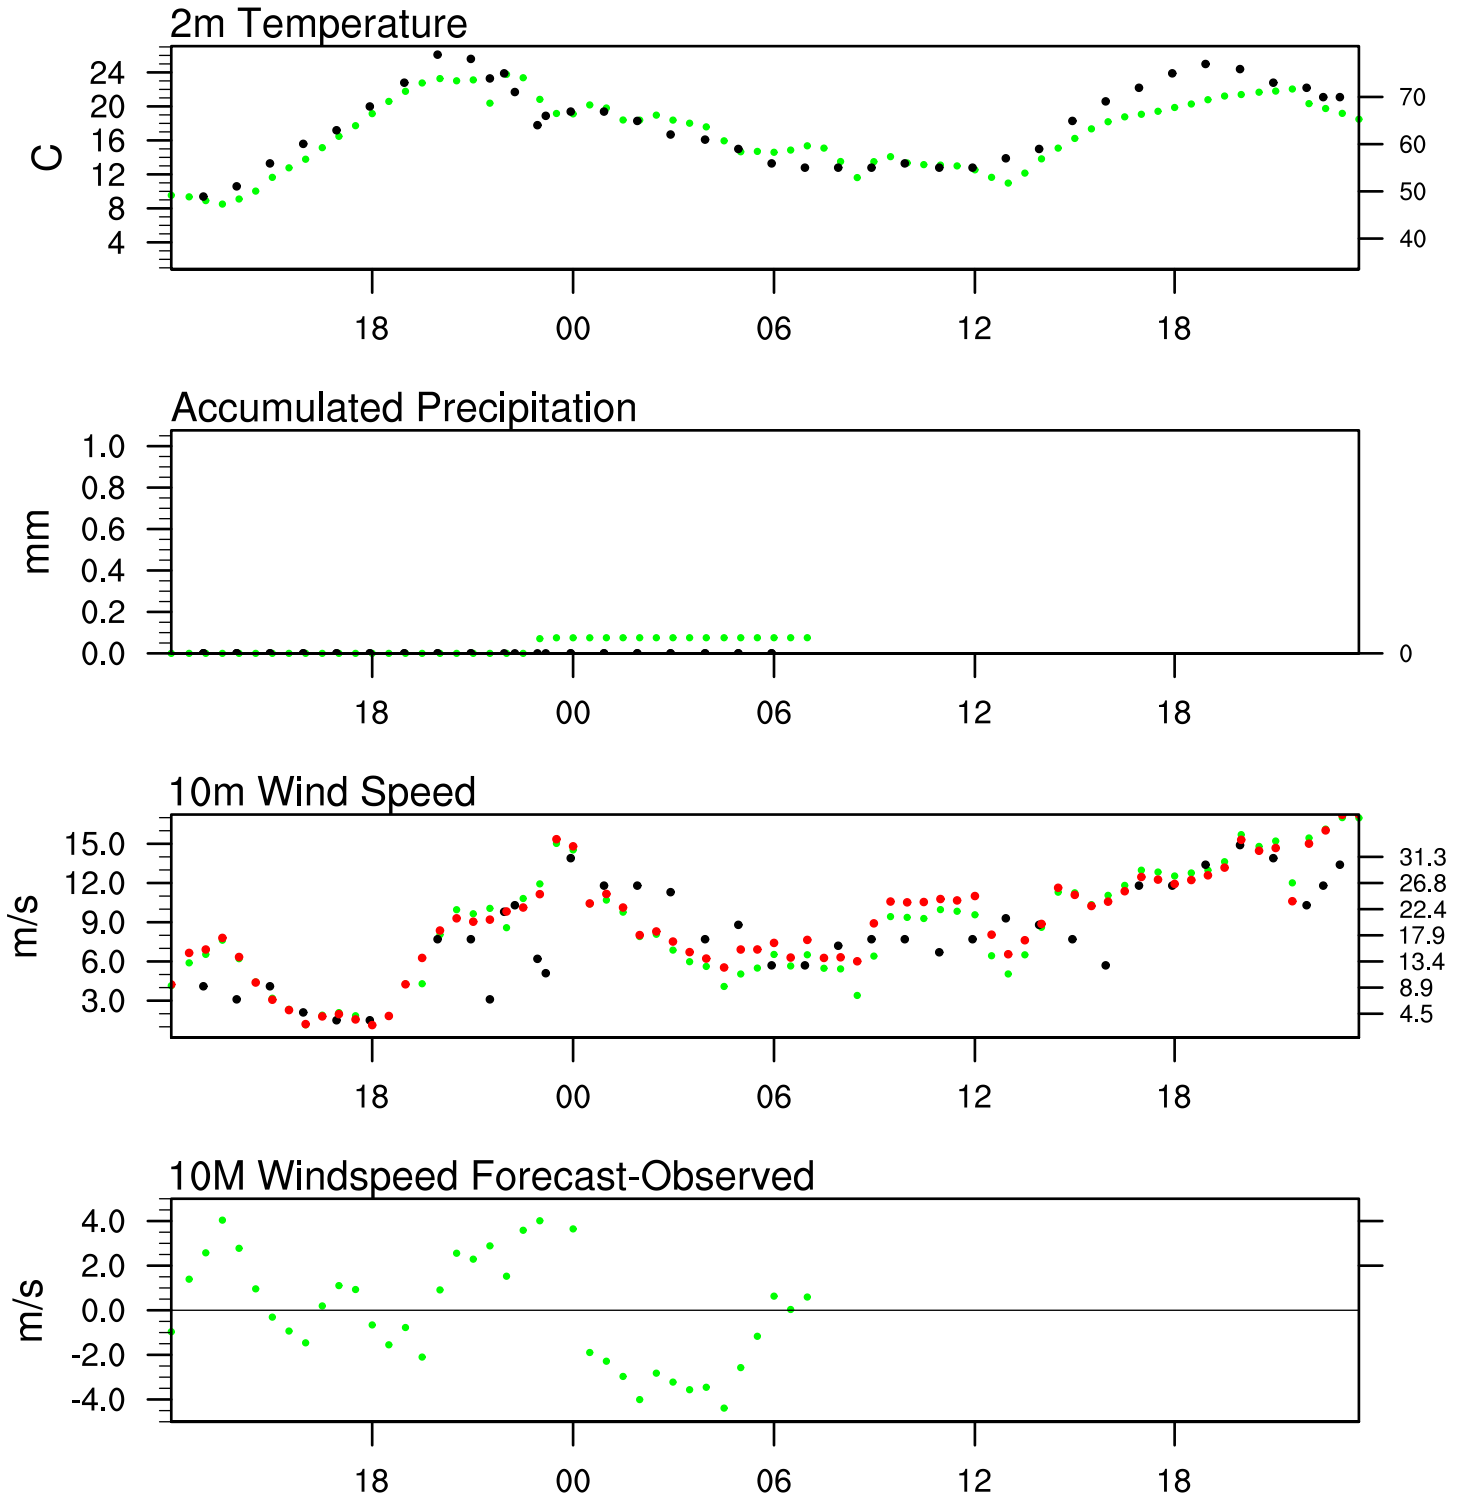 2m Temperature
24
20
16
12
8
4
C
70
60
50
40
18 00 06 12 18
Accumulated Precipitation
1.0
0.8
0.6
0.4
0.2
0.0
mm
0
18 00 06 12 18
10m Wind Speed
15.0
12.0
9.0
6.0
3.0
m/s
31.3
26.8
22.4
17.9
13.4
8.9
4.5
18 00 06 12 18
10M Windspeed Forecast-Observed
4.0
2.0
0.0
-2.0
-4.0
m/s
18 00 06 12 18